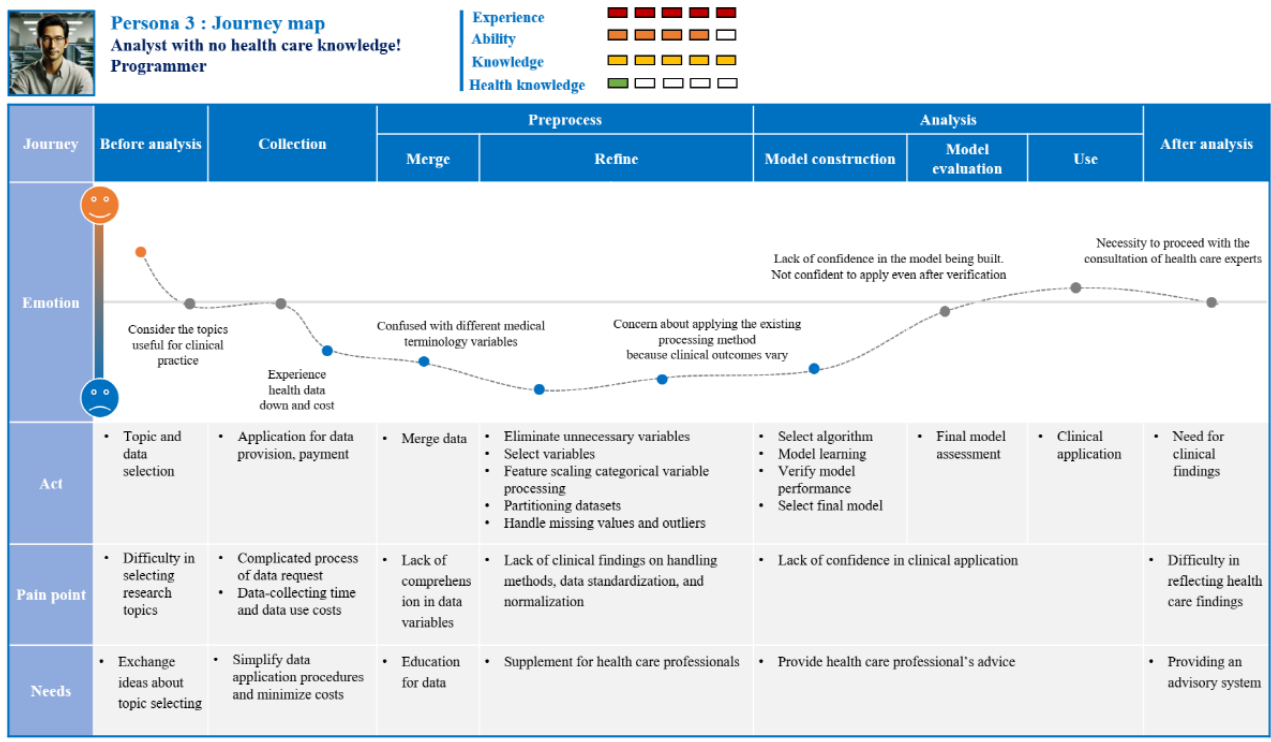 Persona 3 : Journey map
Analyst with no health care knowledge!
Programmer
Experience
Ability
Knowledge
Health knowledge
Journey
Before analysis
Collection
Preprocess
Merge
Refine
Analysis
Model construction
Model
evaluation
Use
After analysis
Emotion
Consider the topics
useful for clinical
practice
Experience
health data
down and cost
Confused with different medical
terminology variables
Concern about applying the existing
processing method
because clinical outcomes vary
Lack of confidence in the model being built.
Not confident to apply even after verification
Necessity to proceed with the
consultation of health care experts
Act
• Topic and
data
selection
• Application for data
provision, payment
• Merge data
• Eliminate unnecessary variables
• Select variables
• Feature scaling categorical variable
processing
• Partitioning datasets
• Handle missing values and outliers
• Select algorithm
• Model learning
• Verify model
performance
• Select final model
• Final model
assessment
• Clinical
application
• Need for
clinical
findings
Pain point
• Difficulty in
selecting
research
topics
• Complicated process
of data request
• Data-collecting time
and data use costs
• Lack of
comprehens
ion in data
variables
• Lack of clinical findings on handling
methods, data standardization, and
normalization
• Lack of confidence in clinical application
• Difficulty in
reflecting health
care findings
Needs
• Exchange
ideas about
topic selecting
• Simplify data
application procedures
and minimize costs
• Education
for data
• Supplement for health care professionals
• Provide health care professional's advice
• Providing an
advisory system